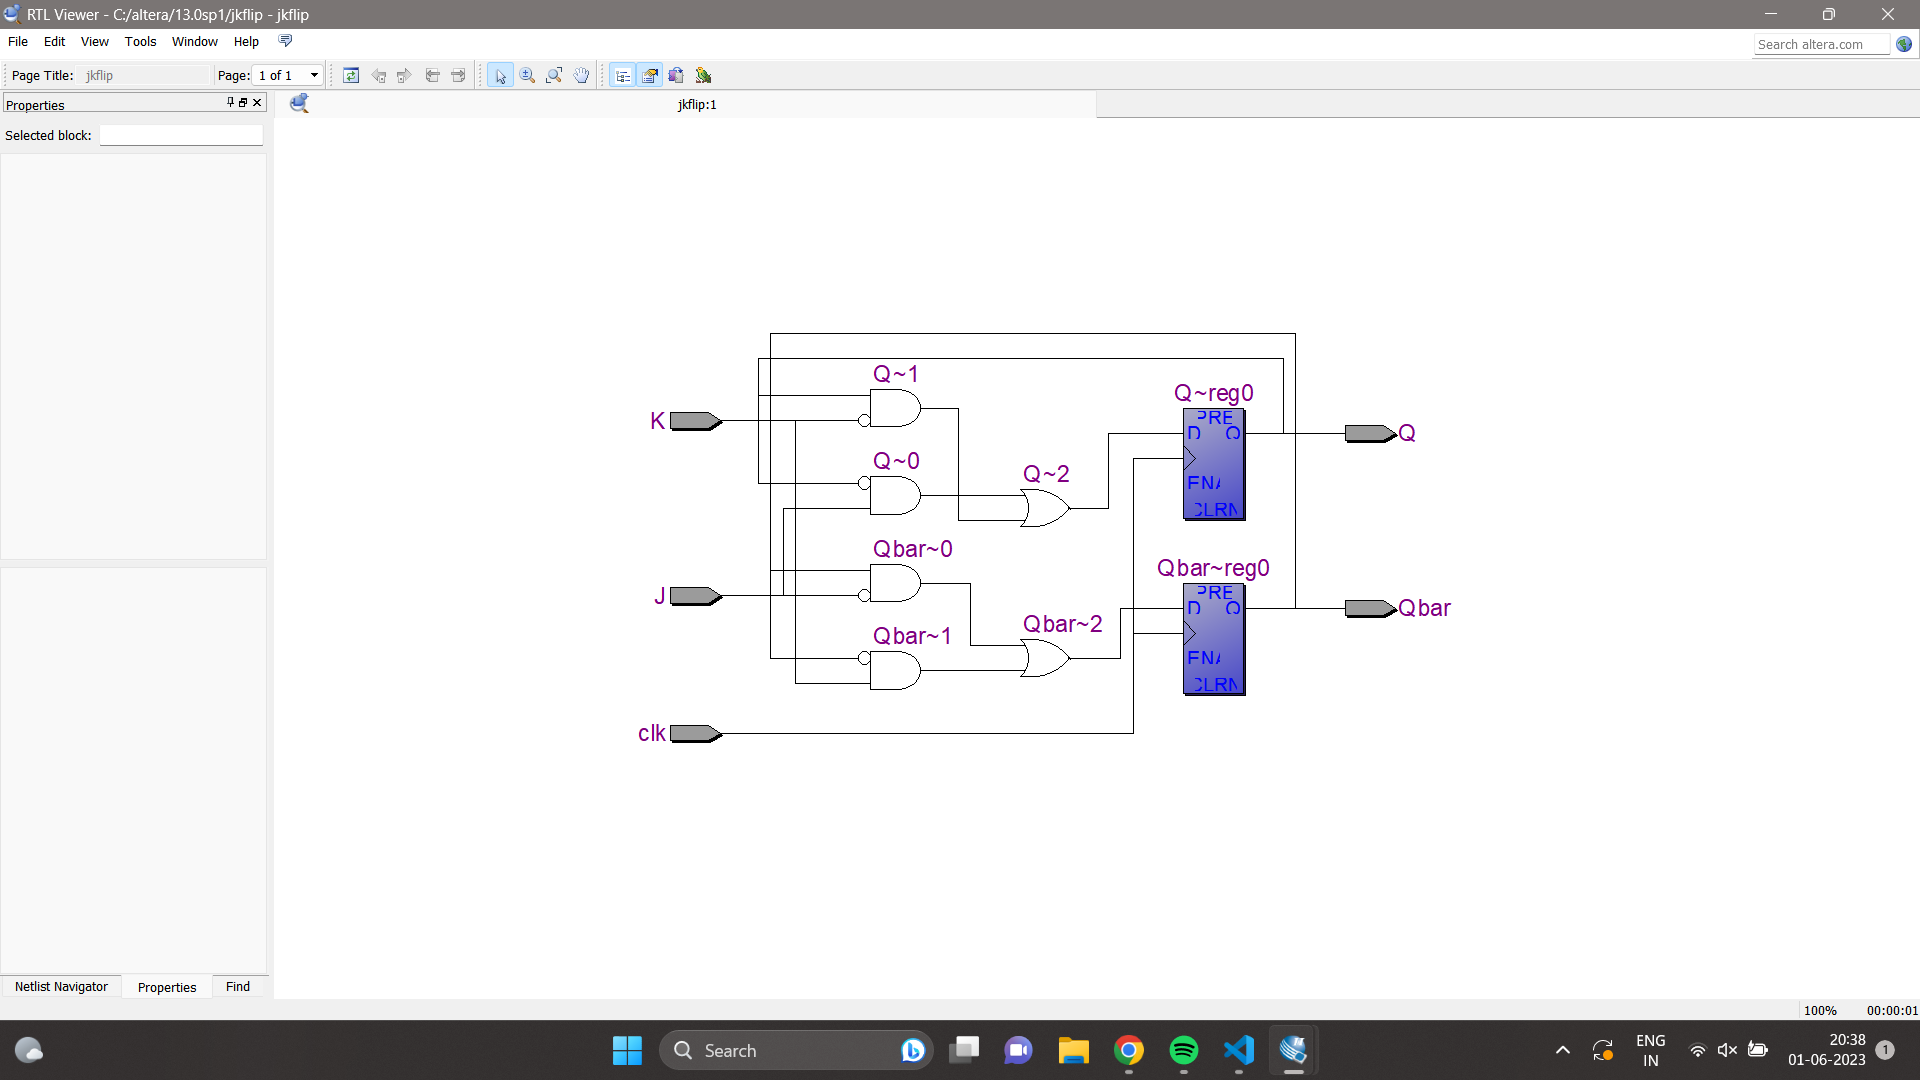 RTL Viewer - C:/altera/13.0sp1/jkflip - jkflip
File Edit View Tools Window Help
Search altera.com
Page Title: jkflip Page: 1 of 1
Properties
jkflip:1
Selected block:
Q~1
Q~reg0
K
PRE
D Q
Q
Q~0
Q~2
ENA
CLRN
Qbar~0
Qbar~reg0
J
PRE
D Q
Qbar
Qbar~1
Qbar~2
ENA
CLRN
clk
Netlist Navigator Properties Find
100% 00:00:01
Search
ENG
IN
20:38
01-06-2023
1